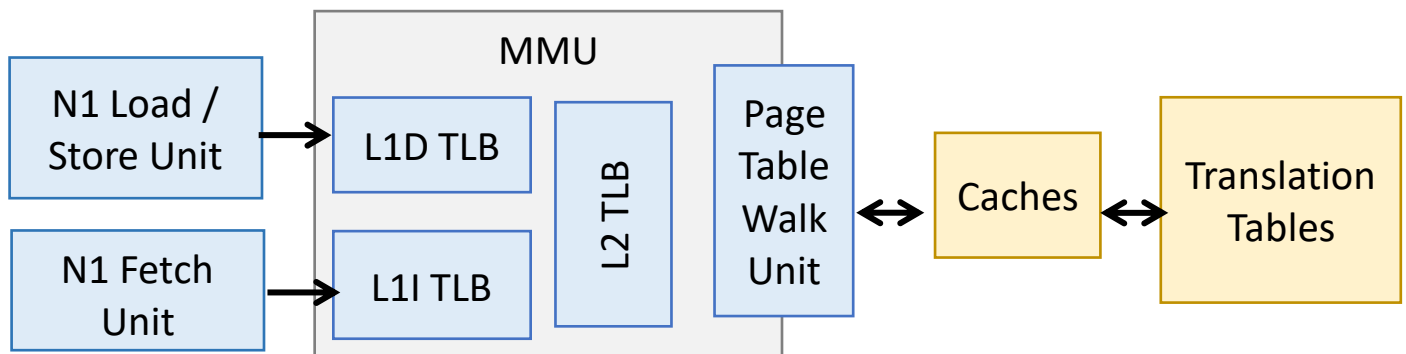 MMU
N1 Load /
Store Unit
L1D TLB
N1 Fetch
Unit
L1I TLB
L2 TLB
Page
Table
Walk
Unit
Caches
Translation
Tables